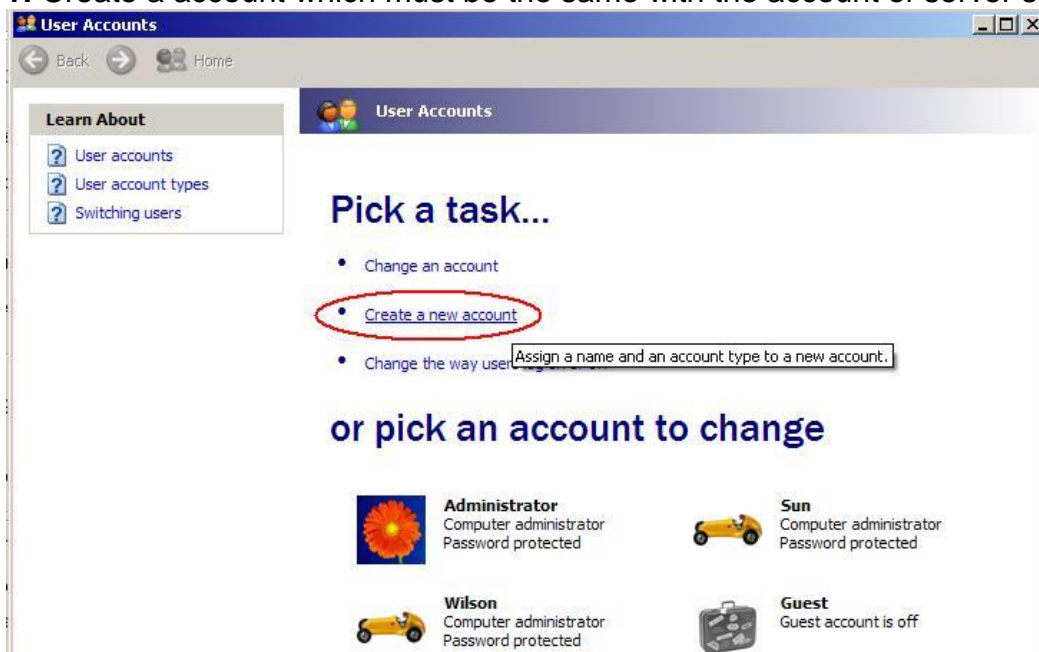 Create a account which must be the same with the account of server
User Accounts
Back Home
Learn About
User accounts
User account types
Switching users
User Accounts
Pick a task...
Change an account
Create a new account
Assign a name and an account type to a new account.
Change the way users
or pick an account to change
Administrator
Computer administrator
Password protected
Sun
Computer administrator
Password protected
Wilson
Computer administrator
Password protected
Guest
Guest account is off